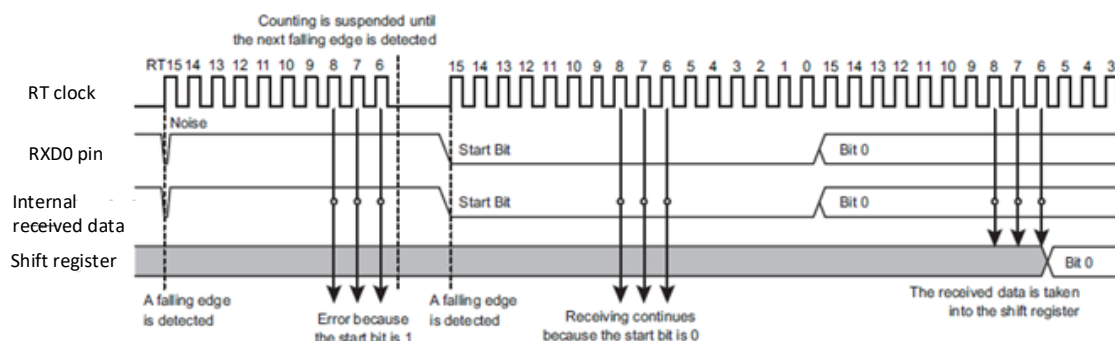 Counting is suspended until
the next falling edge is detected
RT15 14 13 12 11 10 9 8 7 6 15 14 13 12 11 10 9 8 7 6 5 4 3 2 1 0 15 14 13 12 11 10 9 8 7 6 5 4 3
RT clock
Noise
RXD0 pin
Start Bit
Bit 0
Internal
received data
Start Bit
Bit 0
Shift register
Bit 0
A falling edge
is detected
Error because
the start bit is 1
A falling edge
is detected
Receiving continues
because the start bit is 0
The received data is taken
into the shift register